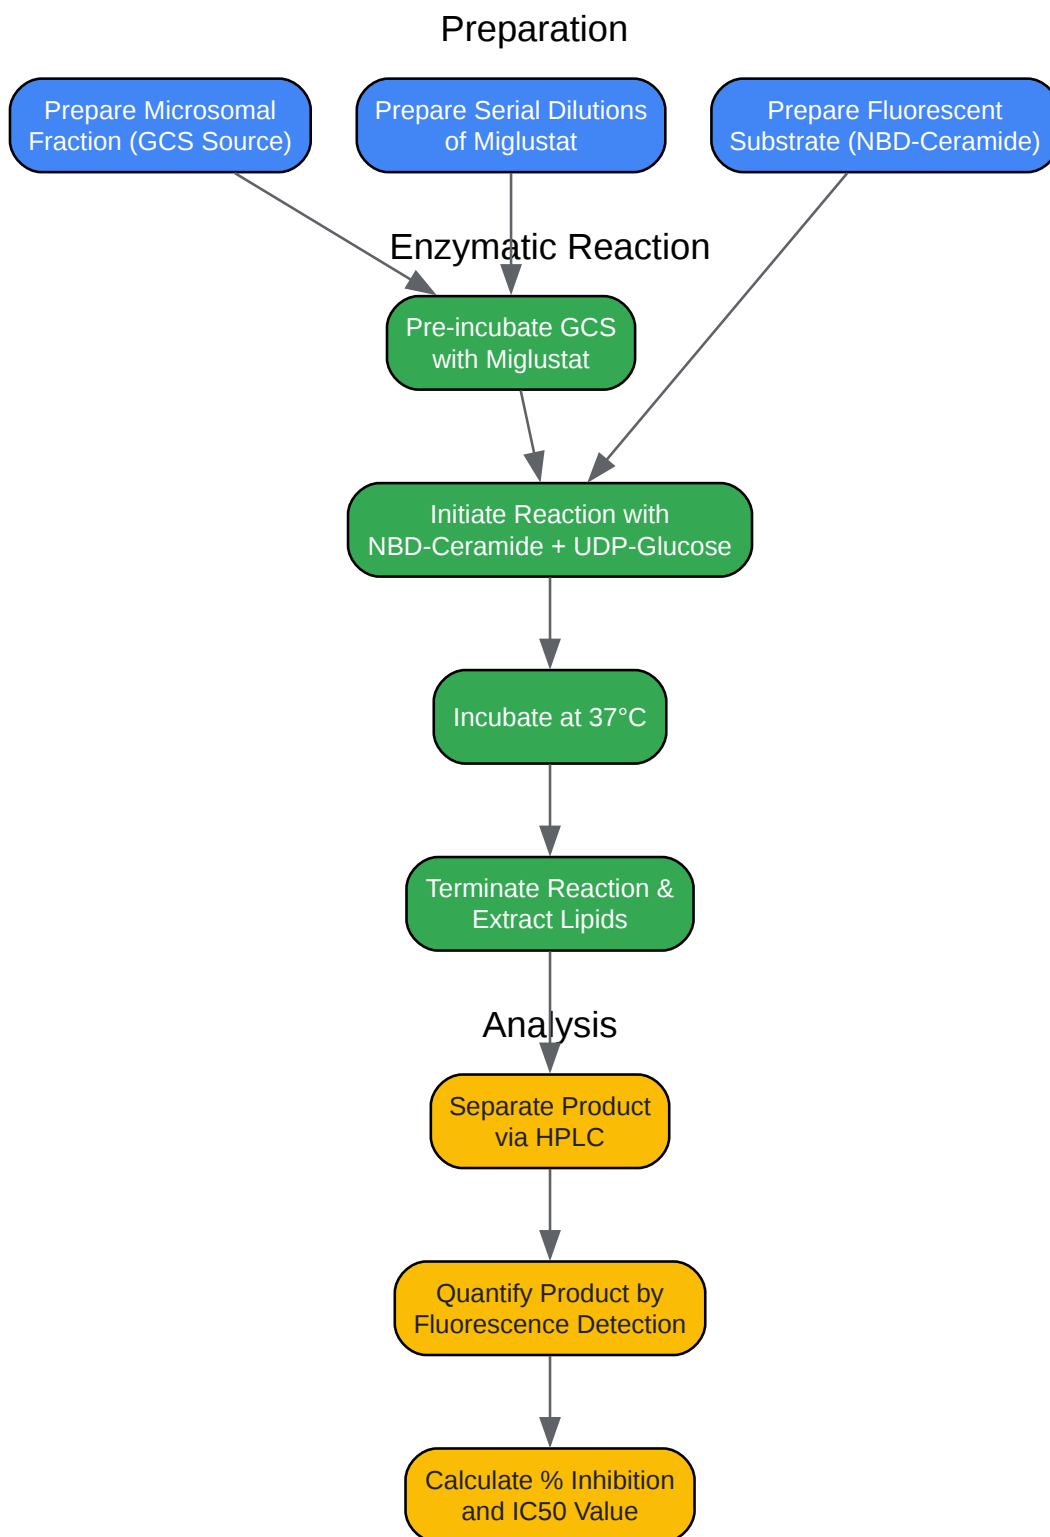 Preparation
Prepare Microsomal
Fraction (GCS Source)
Prepare Serial Dilutions
of Miglustat
Prepare Fluorescent
Substrate (NBD-Ceramide)
Enzymatic Reaction
Pre-incubate GCS
with Miglustat
Initiate Reaction with
NBD-Ceramide + UDP-Glucose
Incubate at 37°C
Terminate Reaction &
Extract Lipids
Analysis
Separate Product
via HPLC
Quantify Product by
Fluorescence Detection
Calculate % Inhibition
and IC50 Value